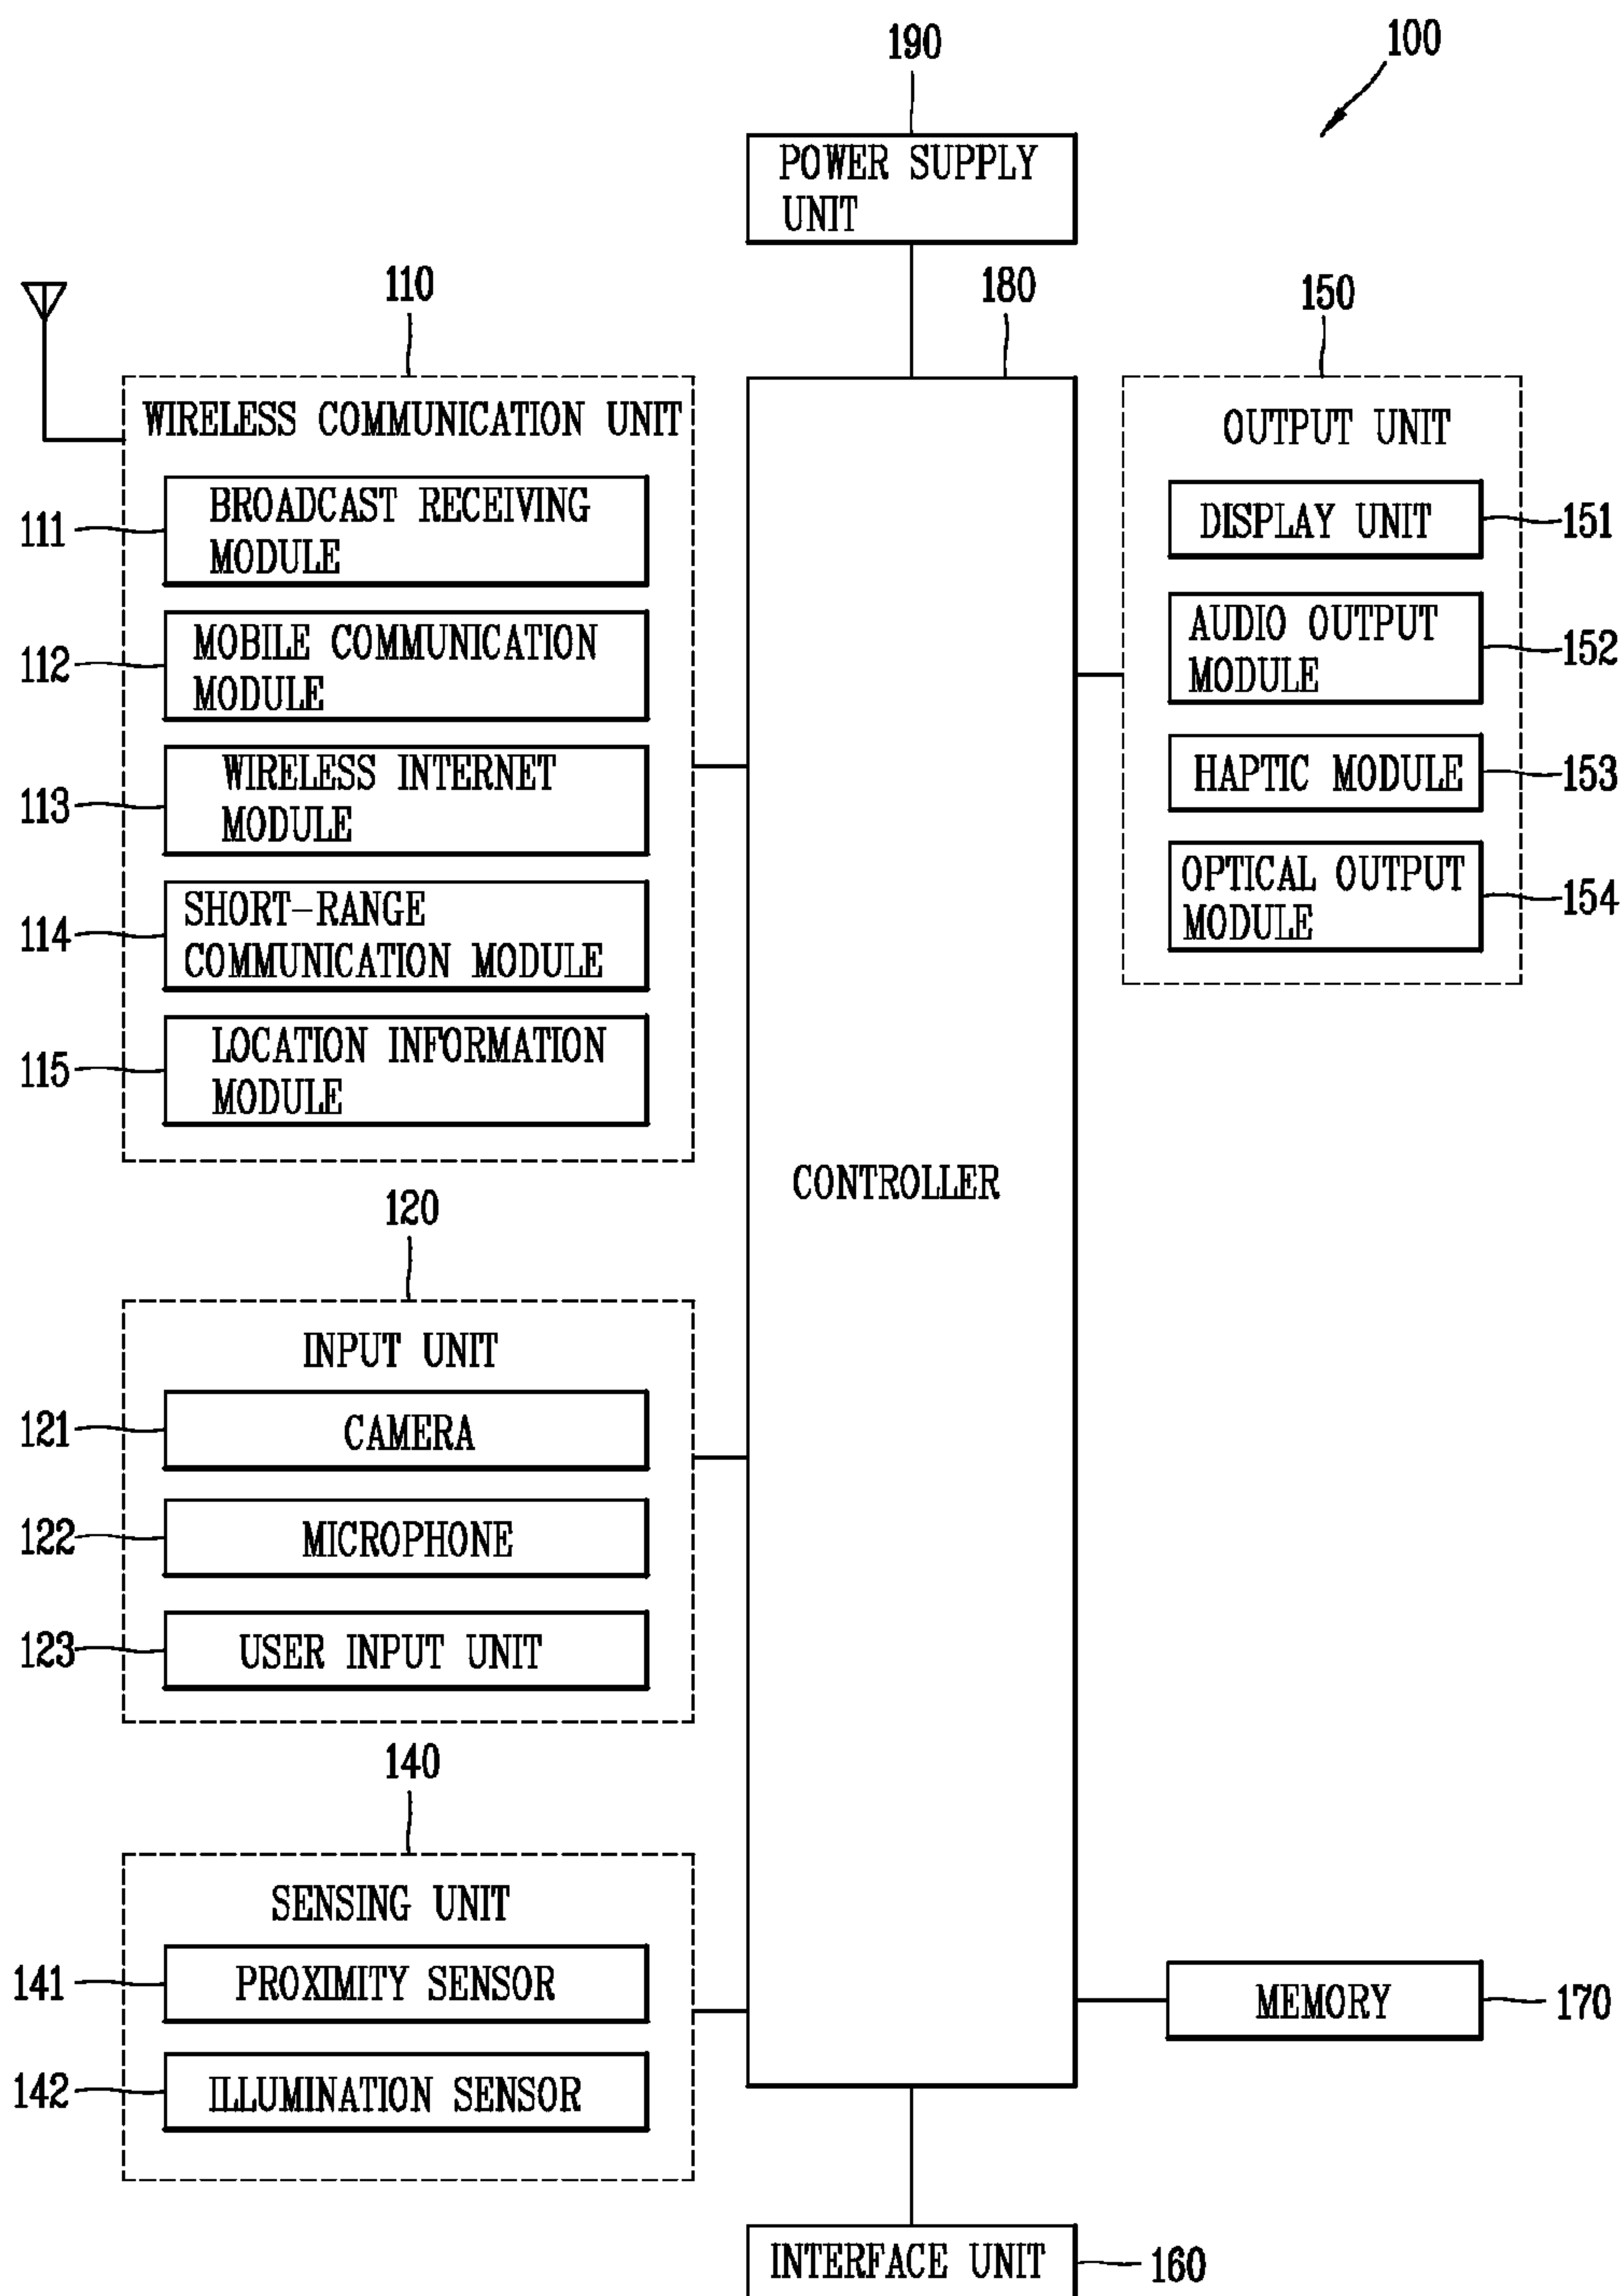 100
190
POWER SUPPLY
UNIT
110
180
150
WIRELESS COMMUNICATION UNIT
111
BROADCAST RECEIVING
MODULE
112
MOBILE COMMUNICATION
MODULE
113
WIRELESS INTERNET
MODULE
114
SHORT-RANGE
COMMUNICATION MODULE
115
LOCATION INFORMATION
MODULE
OUTPUT UNIT
DISPLAY UNIT
151
AUDIO OUTPUT
MODULE
152
HAPTIC MODULE
153
OPTICAL OUTPUT
MODULE
154
CONTROLLER
120
INPUT UNIT
121
CAMERA
122
MICROPHONE
123
USER INPUT UNIT
140
SENSING UNIT
141
PROXIMITY SENSOR
142
ILLUMINATION SENSOR
MEMORY
170
INTERFACE UNIT
160